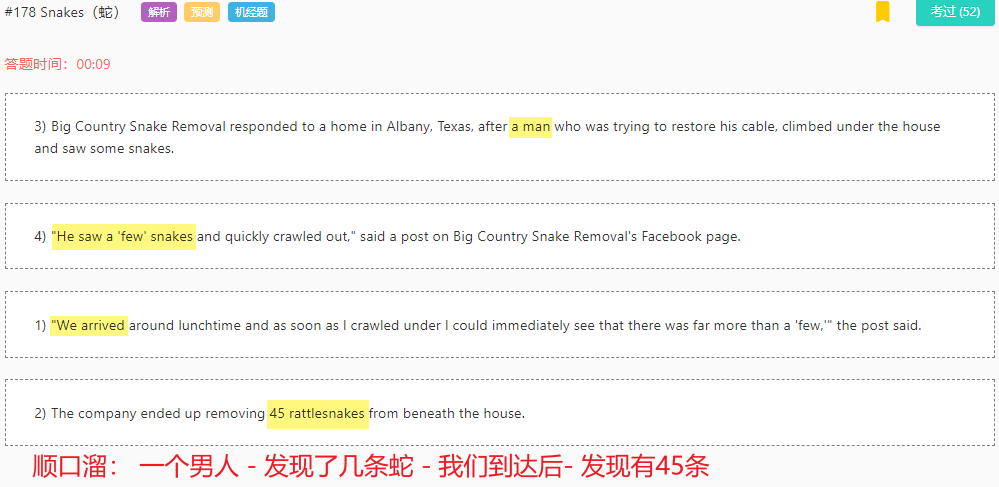 #178 Snakes（蛇） 解析 预测 机经题 考过 (52)
答题时间：00:09
3) Big Country Snake Removal responded to a home in Albany, Texas, after a man who was trying to restore his cable, climbed under the house
and saw some snakes.
4) "He saw a 'few' snakes and quickly crawled out," said a post on Big Country Snake Removal's Facebook page.
1) "We arrived around lunchtime and as soon as I crawled under I could immediately see that there was far more than a 'few,'" the post said.
2) The company ended up removing 45 rattlesnakes from beneath the house.
顺口溜： 一个男人 - 发现了几条蛇 - 我们到达后- 发现有45条